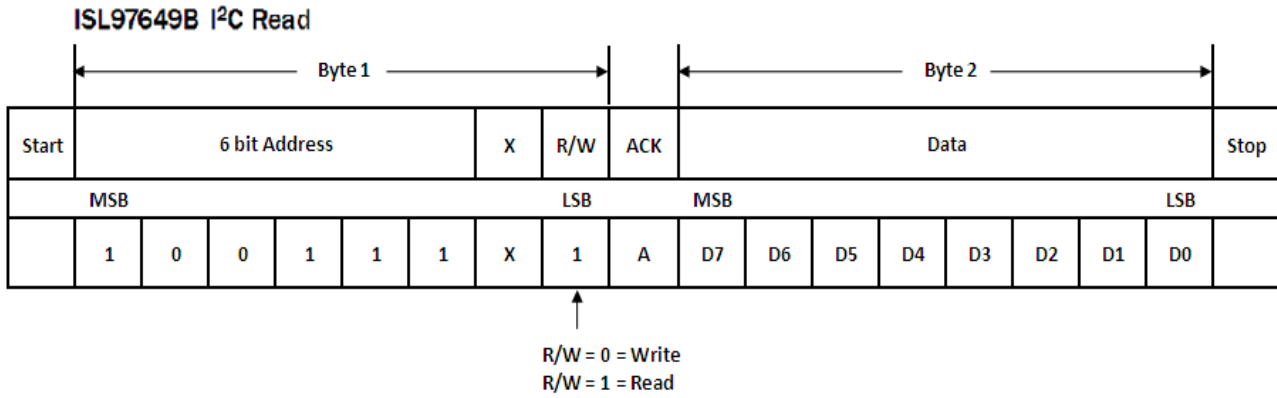 ISL97649B I²C Read
Byte 1 Byte 2
Start 6 bit Address X R/W ACK Data Stop
MSB LSB MSB LSB
1 0 0 1 1 1 X 1 A D7 D6 D5 D4 D3 D2 D1 D0
R/W = 0 = Write
R/W = 1 = Read